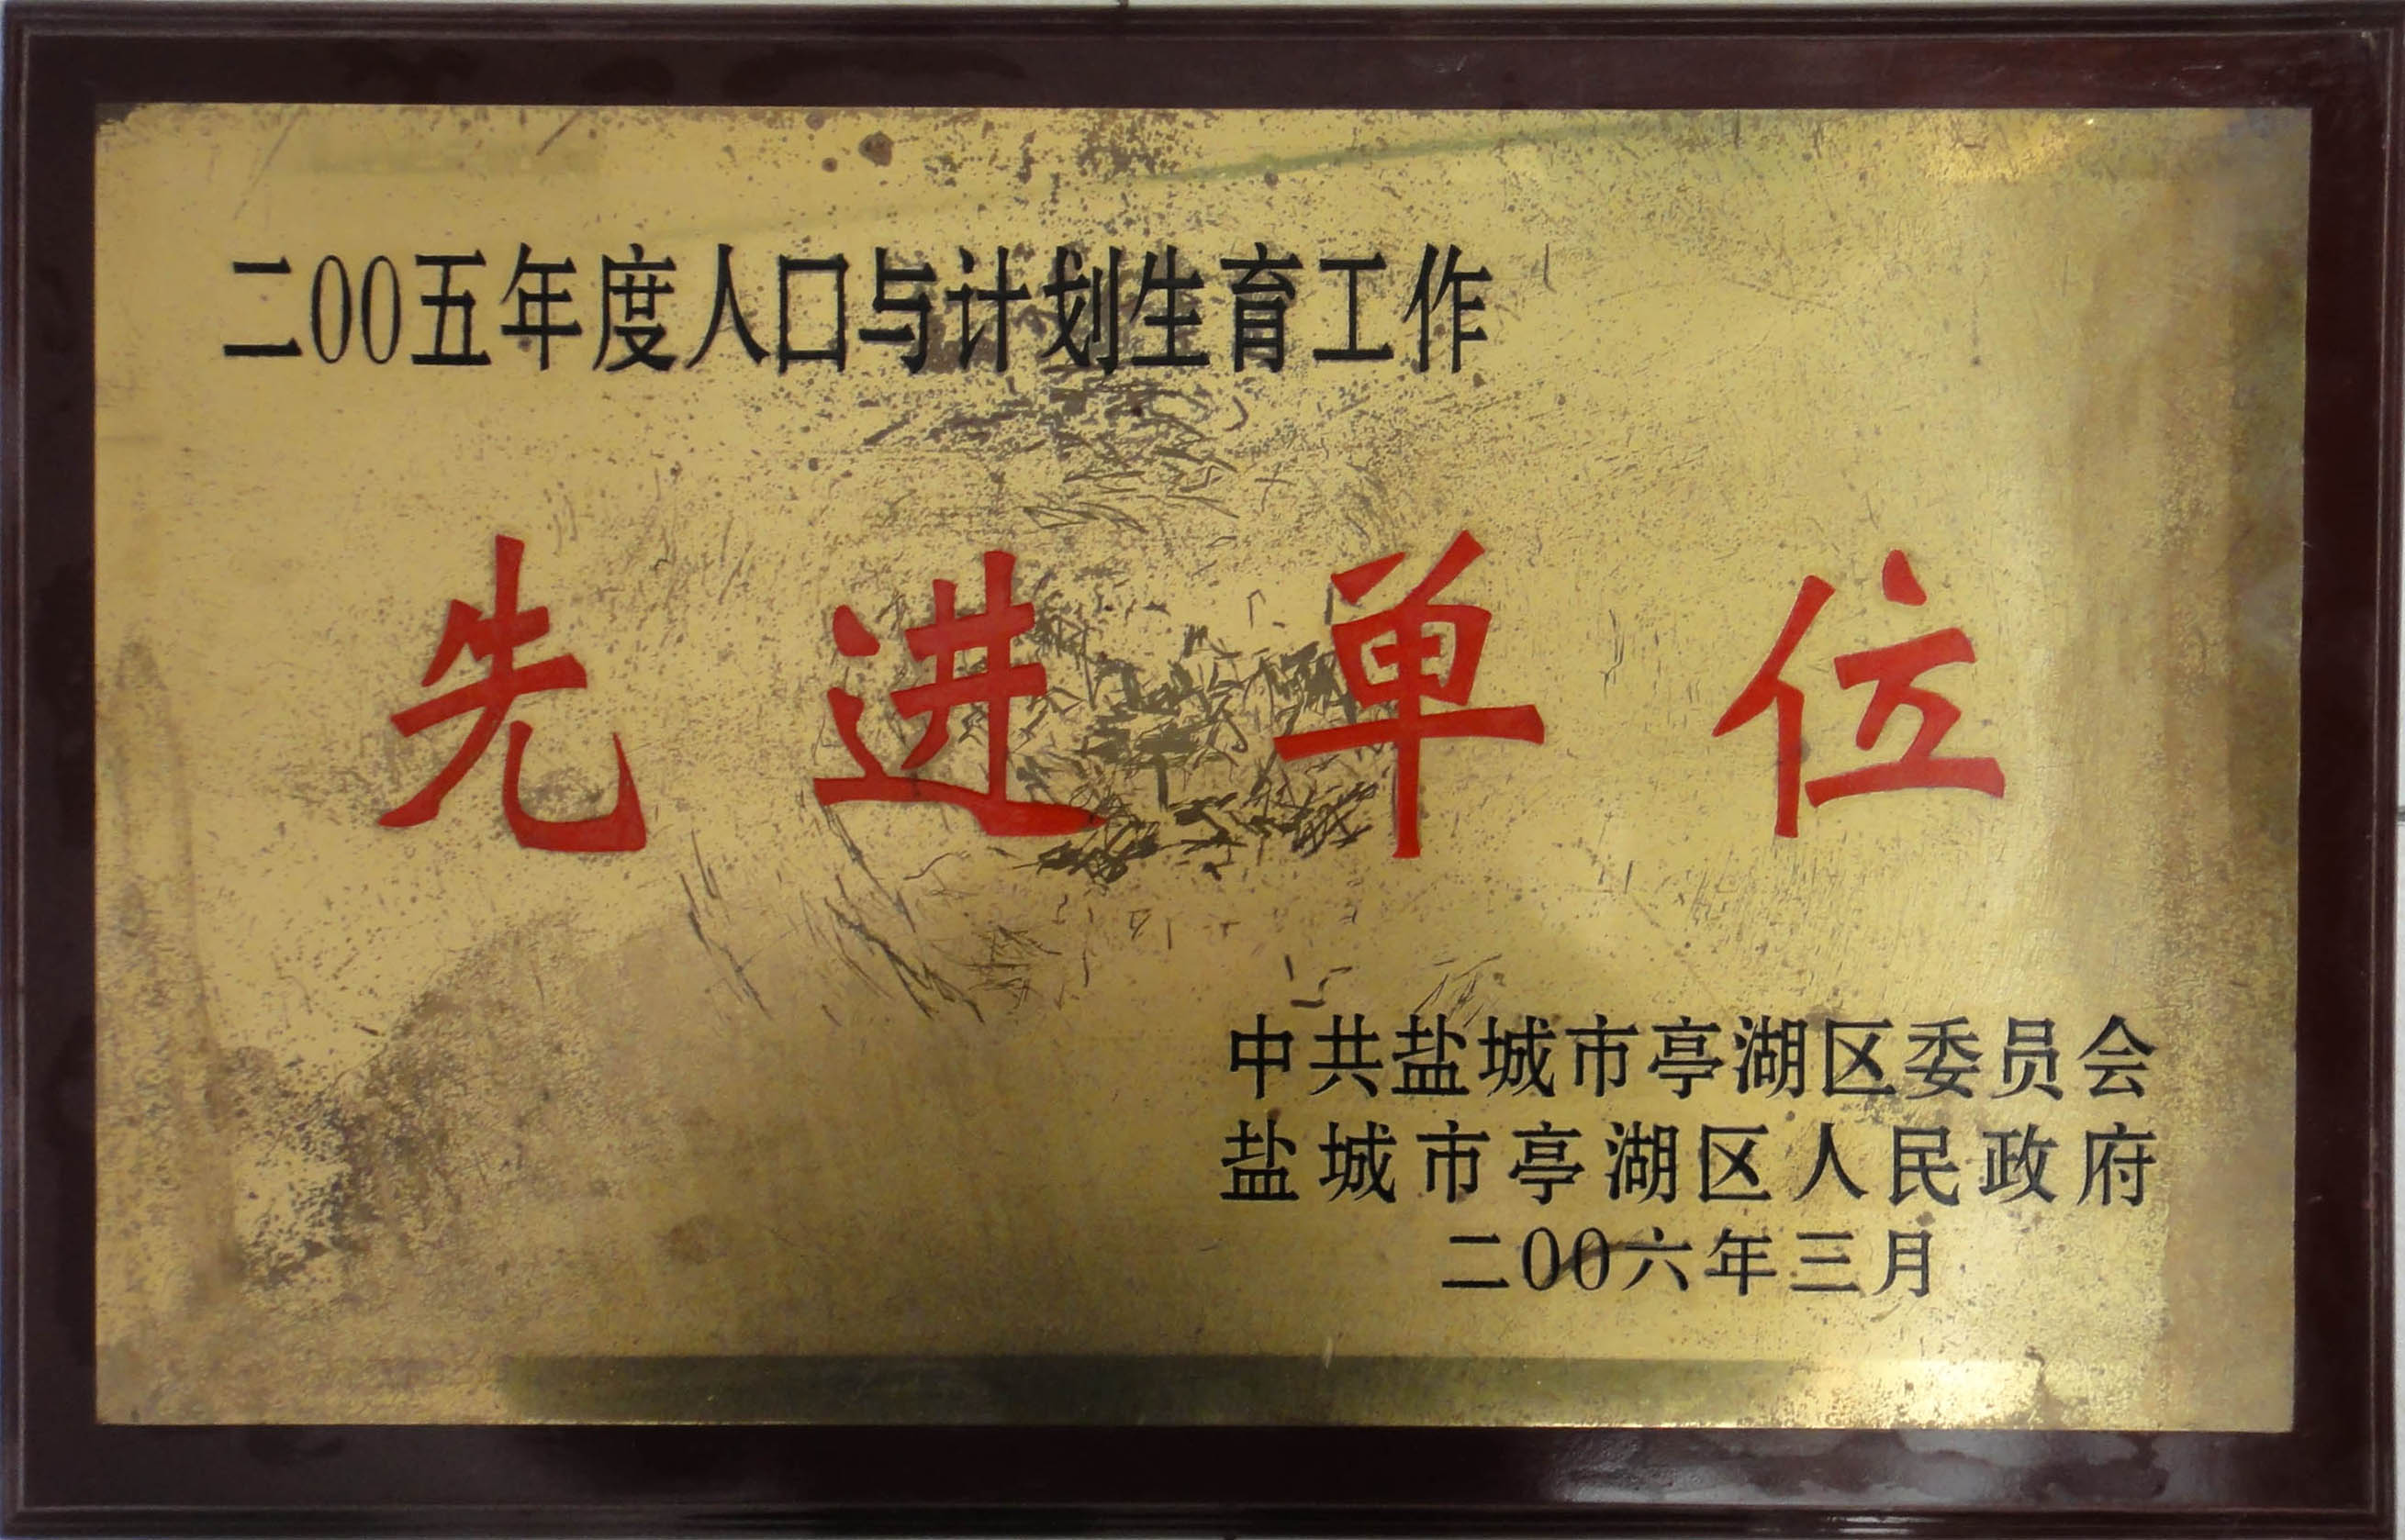 二00五年度人口与计划生育工作
先进单位
中共盐城市亭湖区委员会
盐城市亭湖区人民政府
二00六年三月